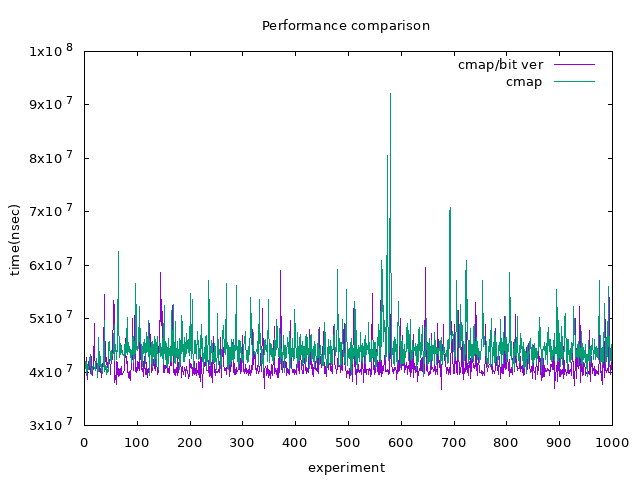 Performance comparison
1x10^8
9x10^7
8x10^7
7x10^7
6x10^7
5x10^7
4x10^7
3x10^7
time(nsec)
cmap/bit ver
cmap
0 100 200 300 400 500 600 700 800 900 1000
experiment